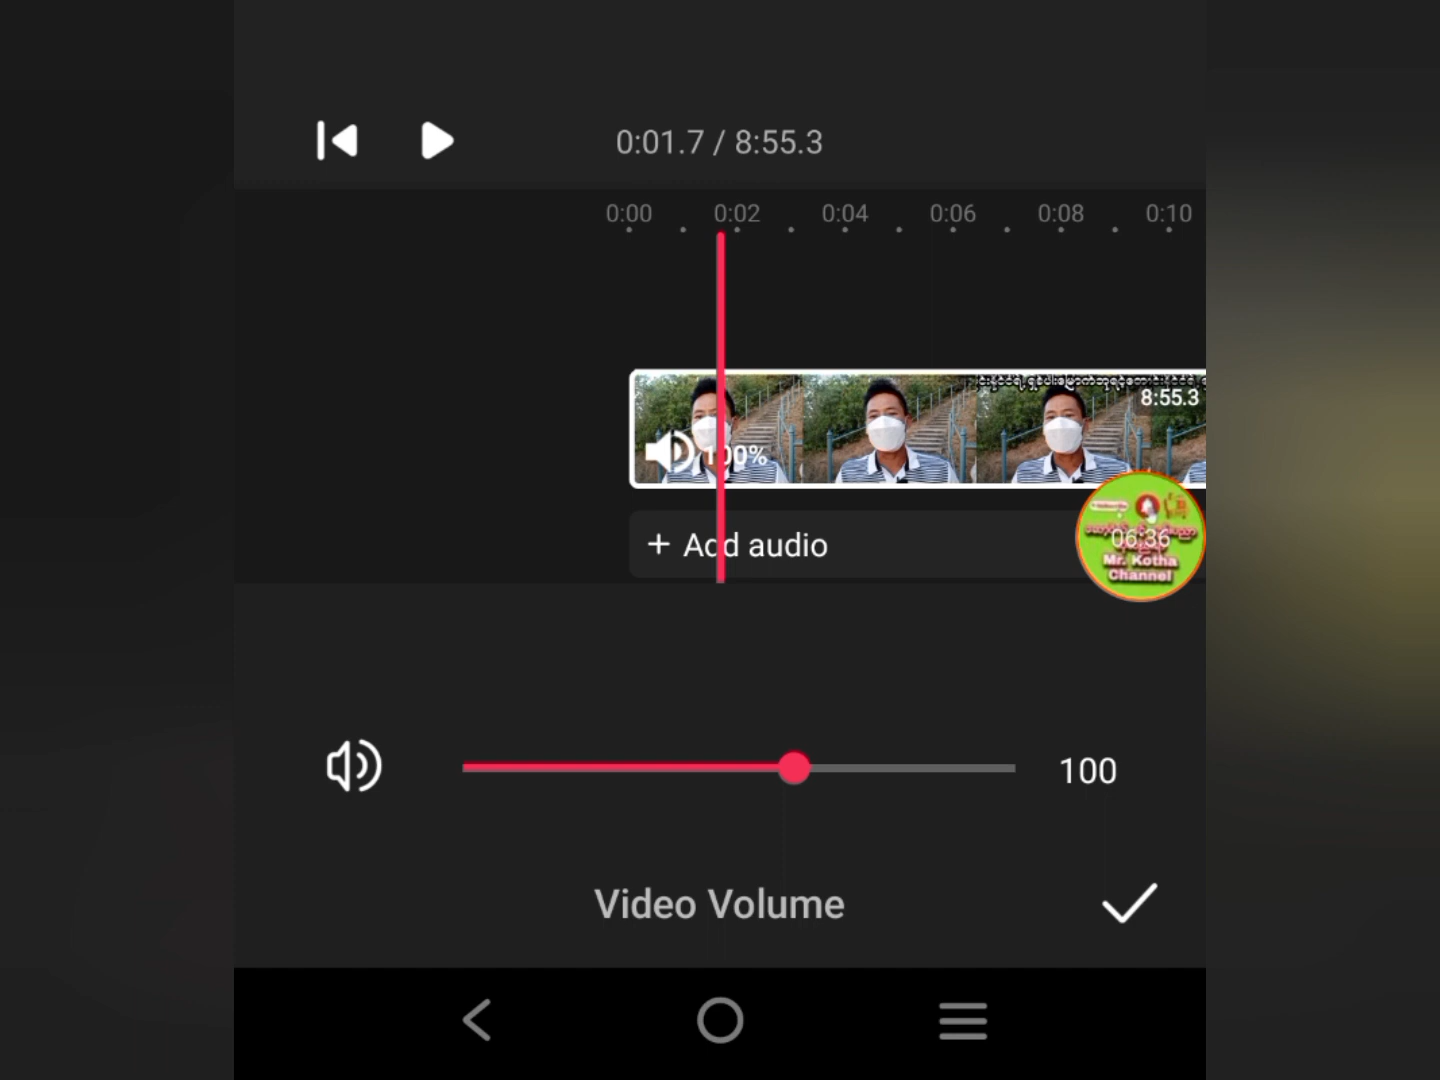 0:01.7 / 8:55.3
0:00 0:02 0:04 0:06 0:08 0:10
8:55.3
100%
+ Add audio
06:36
Mr. Kotha
Channel
100
Video Volume